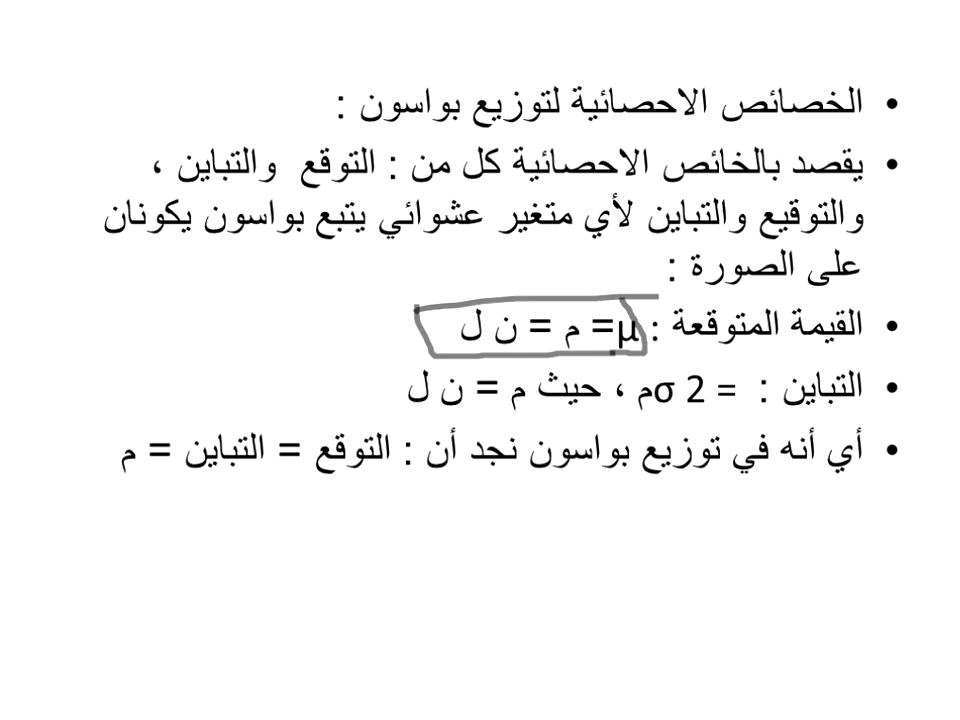 • الخصائص الاحصائية لتوزيع بواسون :
• يقصد بالخائص الاحصائية كل من : التوقع والتباين ،
والتوقيع والتباين لأي متغير عشوائي يتبع بواسون يكونان
على الصورة :
• القيمة المتوقعة : µ= م = ن ل
• التباين : = σ 2م ، حيث م = ن ل
• أي أنه في توزيع بواسون نجد أن : التوقع = التباين = م